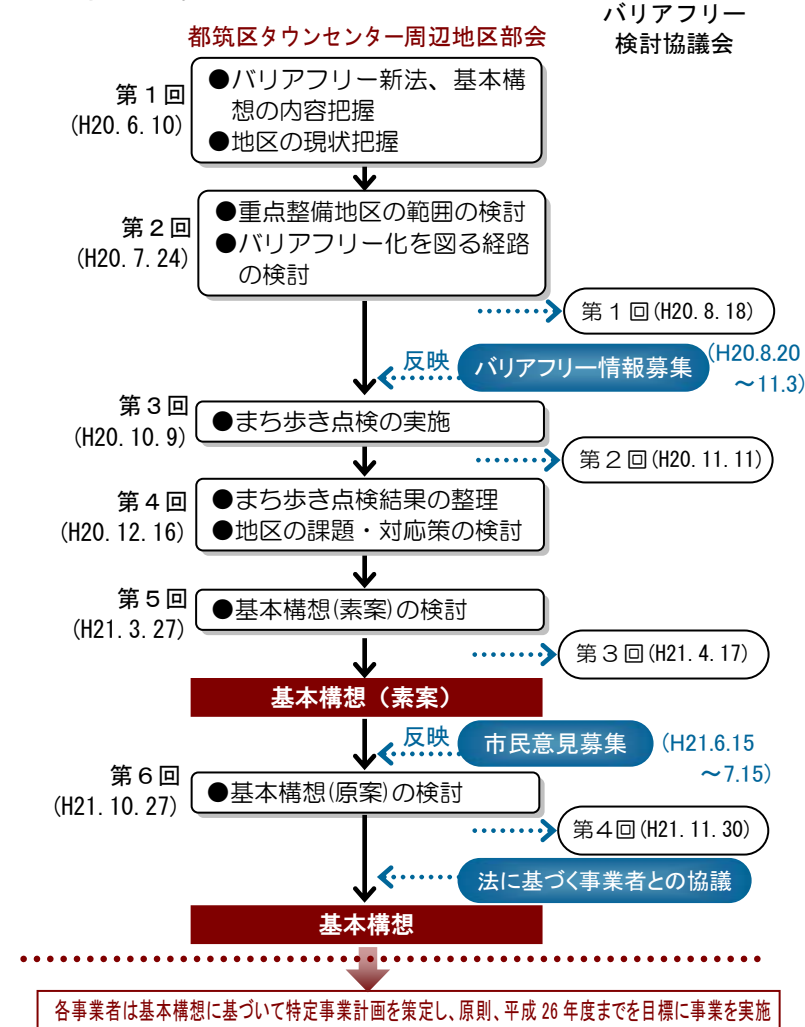 都筑区タウンセンター周辺地区部会
バリアフリー
検討協議会
第1回
(H20.6.10)
●バリアフリー新法、基本構
想の内容把握
●地区の現状把握
第2回
(H20.7.24)
●重点整備地区の範囲の検討
●バリアフリー化を図る経路
の検討
第1回(H20.8.18)
反映
バリアフリー情報募集
(H20.8.20
～11.3)
第3回
(H20.10.9)
●まち歩き点検の実施
第2回(H20.11.11)
第4回
(H20.12.16)
●まち歩き点検結果の整理
●地区の課題・対応策の検討
第5回
(H21.3.27)
●基本構想(素案)の検討
第3回(H21.4.17)
基本構想（素案）
反映
市民意見募集
(H21.6.15
～7.15)
第6回
(H21.10.27)
●基本構想(原案)の検討
第4回(H21.11.30)
法に基づく事業者との協議
基本構想
各事業者は基本構想に基づいて特定事業計画を策定し、原則、平成26年度までを目標に事業を実施